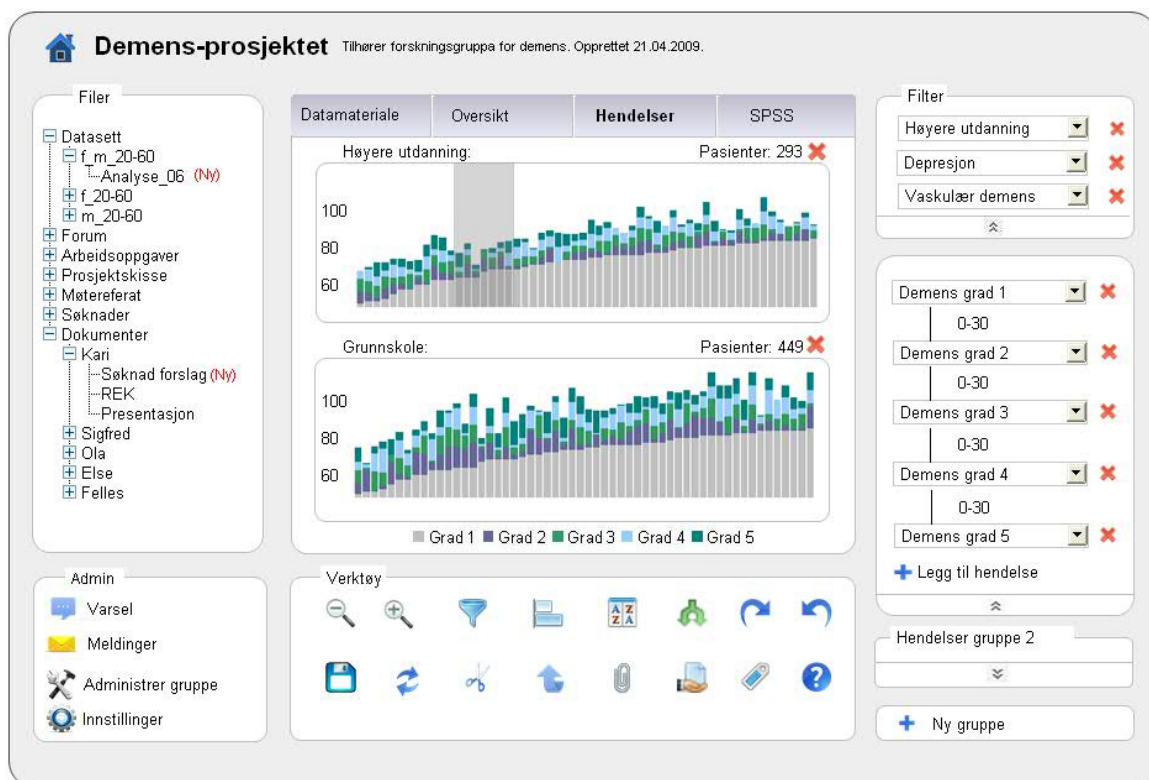 Demens-prosjektet Tilhører forskningsgruppa for demens. Opprettet 21.04.2009.
Filer
Datasett
f_m_20-60
Analyse_06 (Ny)
f_20-60
m_20-60
Forum
Arbeidsoppgaver
Prosjektskisse
Møtereferat
Søknader
Dokumenter
Kari
Søknad forslag (Ny)
REK
Presentasjon
Sigfred
Ola
Else
Felles
Admin
Varsel
Meldinger
Administrer gruppe
Innstillinger
Datamateriale Oversikt Hendelser SPSS
Høyere utdanning: Pasienter: 293
100
80
60
Grunnskole: Pasienter: 449
100
80
60
Grad 1 Grad 2 Grad 3 Grad 4 Grad 5
Verktøy
A Z
Z A
?
Filter
Høyere utdanning
Depresjon
Vaskulær demens
Demens grad 1
0-30
Demens grad 2
0-30
Demens grad 3
0-30
Demens grad 4
0-30
Demens grad 5
Legg til hendelse
Hendelser gruppe 2
Ny gruppe